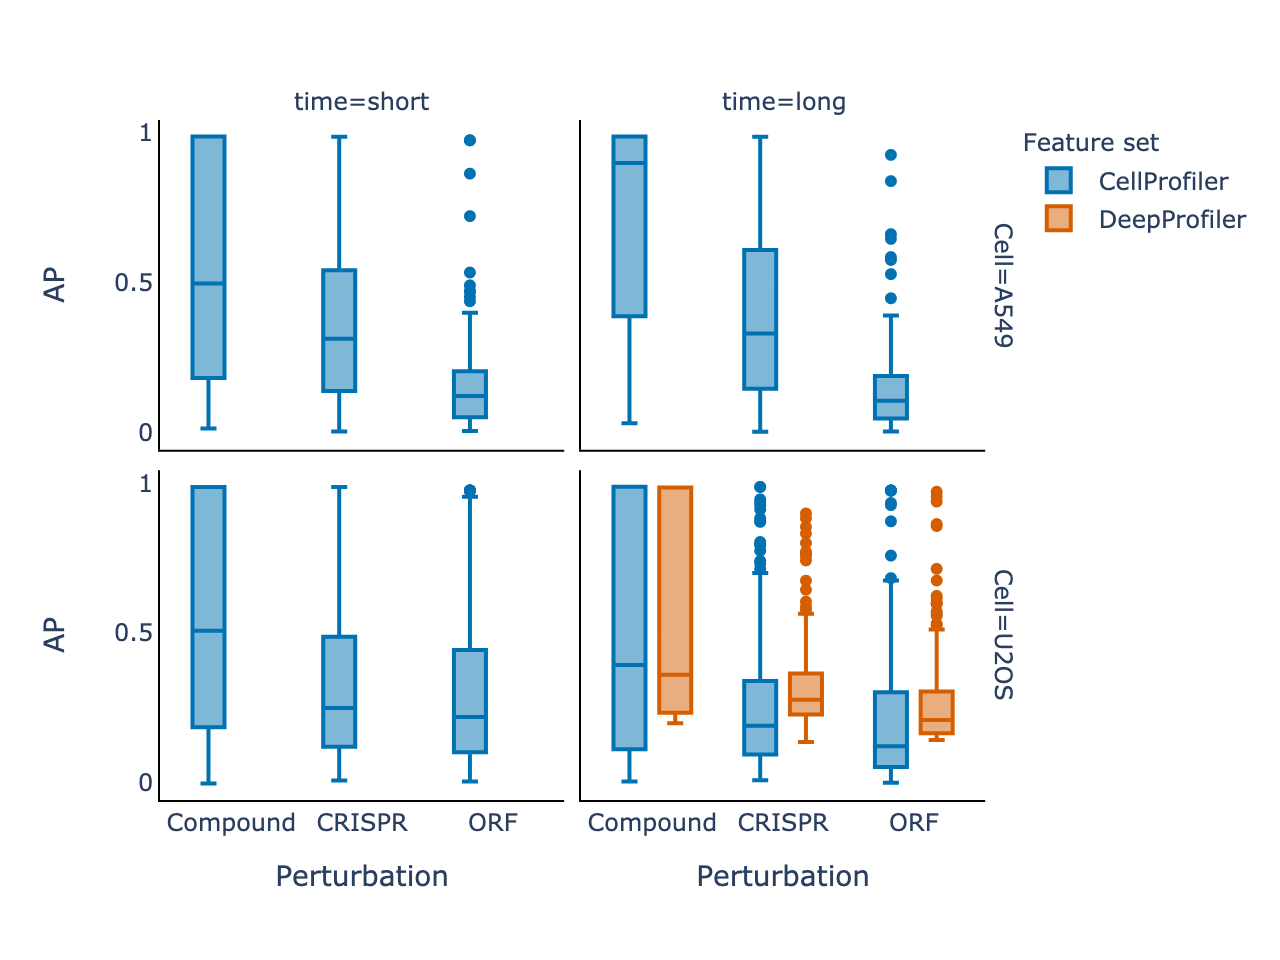 time=short
time=long
Feature set
CellProfiler
DeepProfiler
1
0.5
0
AP
Cell=A549
1
0.5
0
AP
Cell=U2OS
Compound
CRISPR
ORF
Compound
CRISPR
ORF
Perturbation
Perturbation